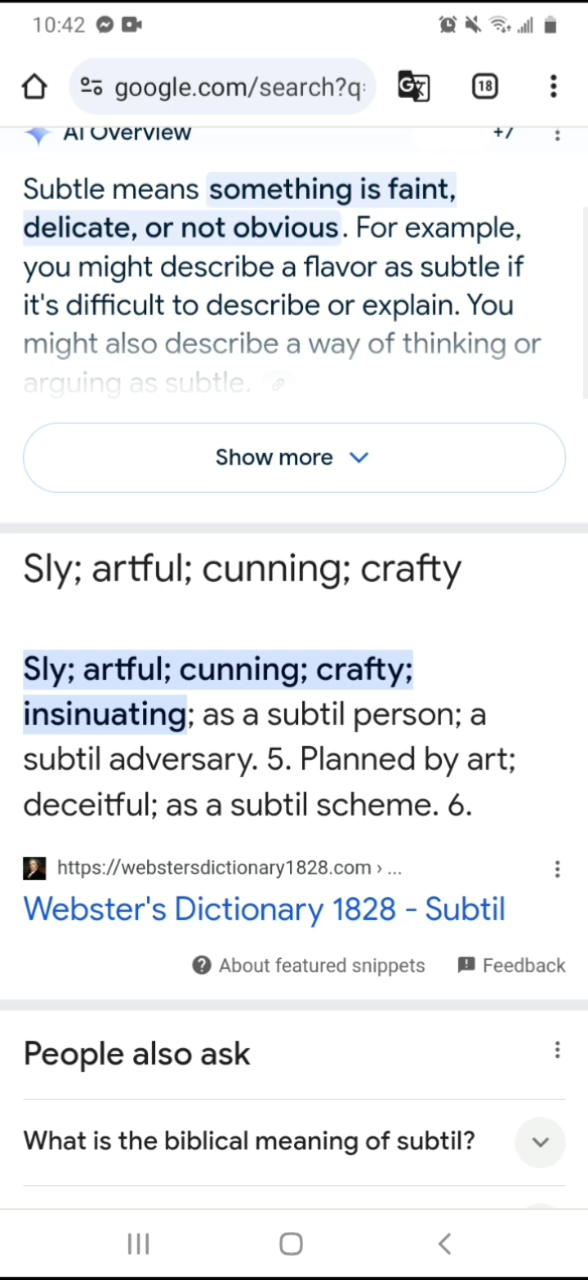 10:42
google.com/search?q
18
AI Overview
+7
Subtle means something is faint,
delicate, or not obvious. For example,
you might describe a flavor as subtle if
it's difficult to describe or explain. You
might also describe a way of thinking or
arguing as subtle.
Show more
Sly; artful; cunning; crafty
Sly; artful; cunning; crafty;
insinuating; as a subtil person; a
subtil adversary. 5. Planned by art;
deceitful; as a subtil scheme. 6.
https://webstersdictionary1828.com › ...
Webster's Dictionary 1828 - Subtil
About featured snippets Feedback
People also ask
What is the biblical meaning of subtil?